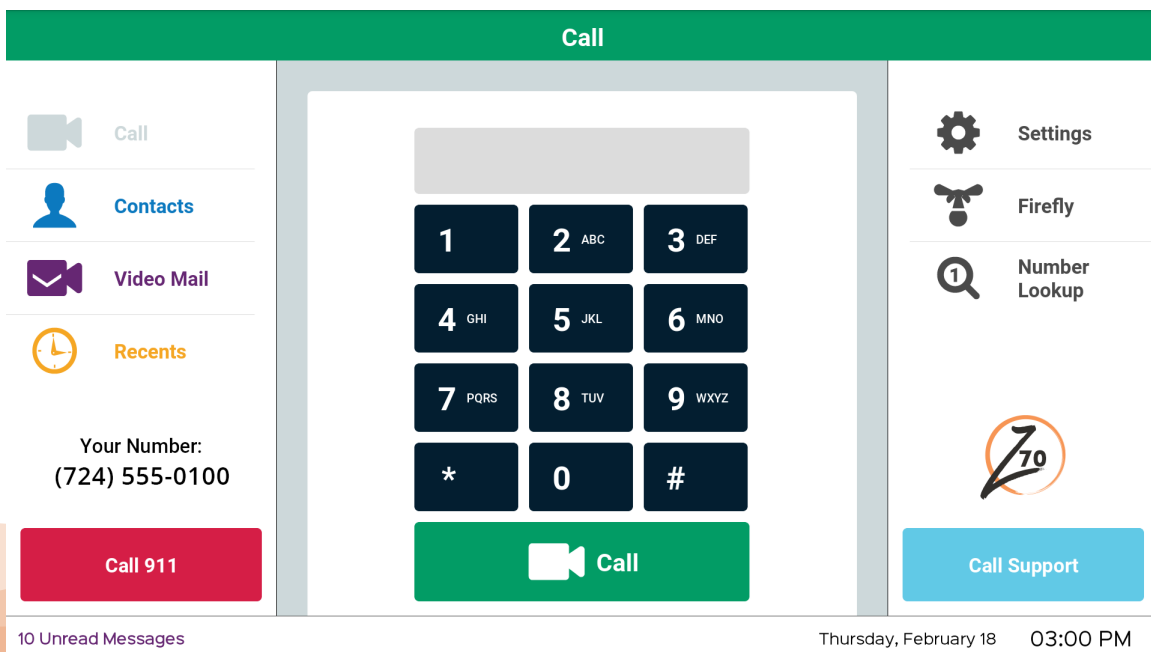 Call
Call
Contacts
Video Mail
Recents
Your Number:
(724) 555-0100
Call 911
1
2 ABC
3 DEF
4 GHI
5 JKL
6 MNO
7 PQRS
8 TUV
9 WXYZ
*
0
#
Call
Settings
Firefly
1
Number
Lookup
Z70
Call Support
10 Unread Messages
Thursday, February 18
03:00 PM